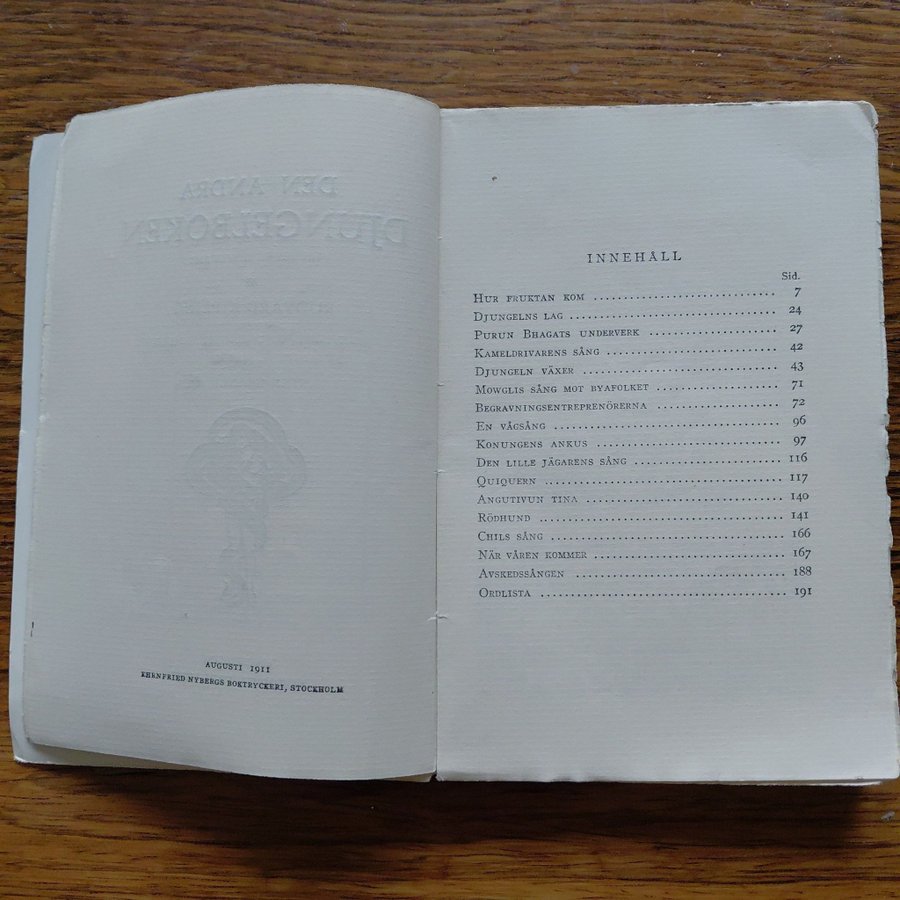 DEN ANDRA
DJUNGELBOKEN
AUGUSTI 1911
EHRNFRIED NYBERGS BOKTRYCKERI, STOCKHOLM
INNEHÅLL
Sid.
HUR FRUKTAN KOM ............................... 7
DJUNGELNS LAG ................................... 24
PURUN BHAGATS UNDERVERK ................... 27
KAMELDRIVARENS SÅNG .......................... 42
DJUNGELN VÄXER ................................. 43
MOWGLIS SÅNG MOT BYAFOLKET ................. 71
BEGRAVNINGSENTREPRENÖRERNA .................. 72
EN VÅGSÅNG ...................................... 96
KONUNGENS ANKUS ............................... 97
DEN LILLE JÄGARENS SÅNG ....................... 116
QUIQUERN ........................................ 117
ANGUTIVUN TINA ................................. 140
RÖDHUND ......................................... 141
CHILS SÅNG ....................................... 166
NÄR VÅREN KOMMER .............................. 167
AVSKEDSSÅNGEN ................................... 188
ORDLISTA ......................................... 191